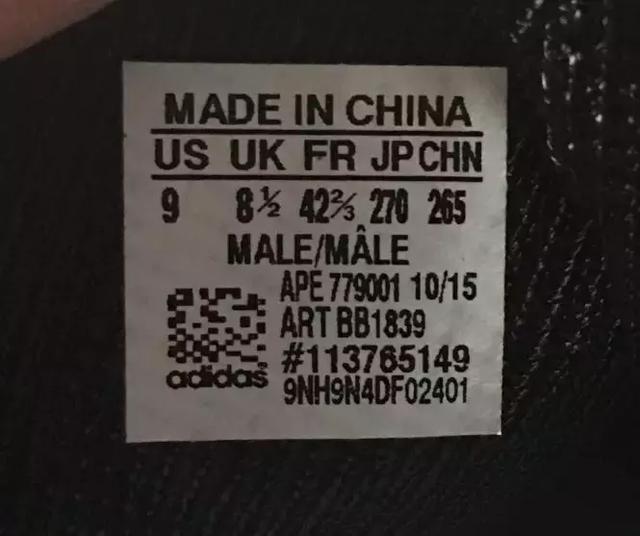 MADE IN CHINA
US UK FR JP CHN
9 8½ 42⅔ 270 265
MALE/MÂLE
APE 779001 10/15
ART BB1839
#113765149
adidas
9NH9N4DF02401